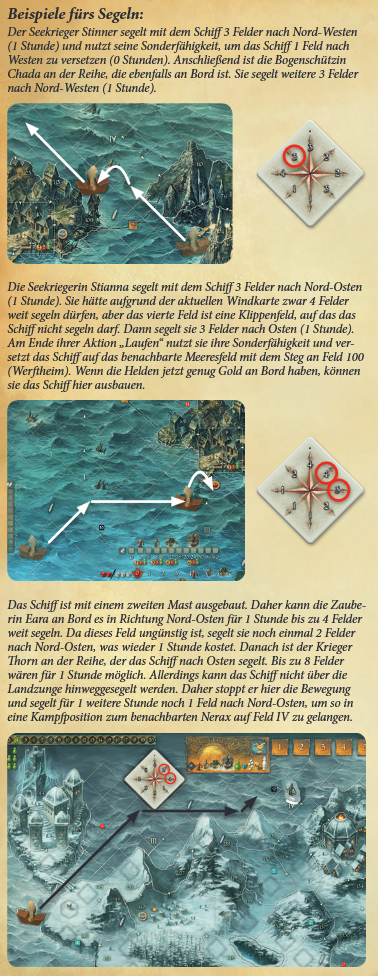 Beispiele fürs Segeln:
Der Seekrieger Stinner segelt mit dem Schiff 3 Felder nach Nord-Westen
(1 Stunde) und nutzt seine Sonderfähigkeit, um das Schiff 1 Feld nach
Westen zu versetzen (0 Stunden). Anschließend ist die Bogenschützin
Chada an der Reihe, die ebenfalls an Bord ist. Sie segelt weitere 3 Felder
nach Nord-Westen (1 Stunde).
IV
Die Seekriegerin Stianna segelt mit dem Schiff 3 Felder nach Nord-Osten
(1 Stunde). Sie hätte aufgrund der aktuellen Windkarte zwar 4 Felder
weit segeln dürfen, aber das vierte Feld ist eine Klippenfeld, auf das das
Schiff nicht segeln darf. Dann segelt sie 3 Felder nach Osten (1 Stunde).
Am Ende ihrer Aktion „Laufen“ nutzt sie ihre Sonderfähigkeit und ver-
setzt das Schiff auf das benachbarte Meeresfeld mit dem Steg an Feld 100
(Werftheim). Wenn die Helden jetzt genug Gold an Bord haben, können
sie das Schiff hier ausbauen.
Das Schiff ist mit einem zweiten Mast ausgebaut. Daher kann die Zaube-
rin Eara an Bord es in Richtung Nord-Osten für 1 Stunde bis zu 4 Felder
weit segeln. Da dieses Feld ungünstig ist, segelt sie noch einmal 2 Felder
nach Nord-Osten, was wieder 1 Stunde kostet. Danach ist der Krieger
Thorn an der Reihe, der das Schiff nach Osten segelt. Bis zu 8 Felder
wären für 1 Stunde möglich. Allerdings kann das Schiff nicht über die
Landzunge hinweggesegelt werden. Daher stoppt er hier die Bewegung
und segelt für 1 weitere Stunde noch 1 Feld nach Nord-Osten, um so in
eine Kampfposition zum benachbarten Nerax auf Feld IV zu gelangen.
1 2 3 4 5
III